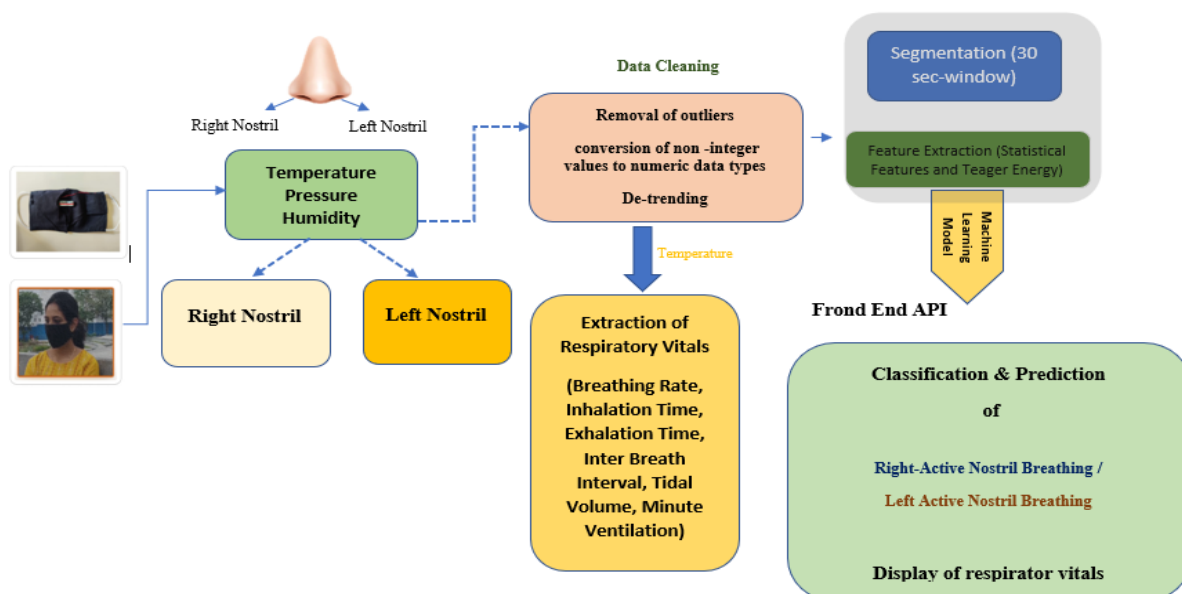 Right Nostril
Left Nostril
Temperature
Pressure
Humidity
Right Nostril
Left Nostril
Data Cleaning
Removal of outliers
conversion of non -integer
values to numeric data types
De-trending
Temperature
Extraction of
Respiratory Vitals
(Breathing Rate,
Inhalation Time,
Exhalation Time,
Inter Breath
Interval, Tidal
Volume, Minute
Ventilation)
Segmentation (30
sec-window)
Feature Extraction (Statistical
Features and Teager Energy)
Machine
Learning
Model
Frond End API
Classification & Prediction
of
Right-Active Nostril Breathing /
Left Active Nostril Breathing
Display of respirator vitals